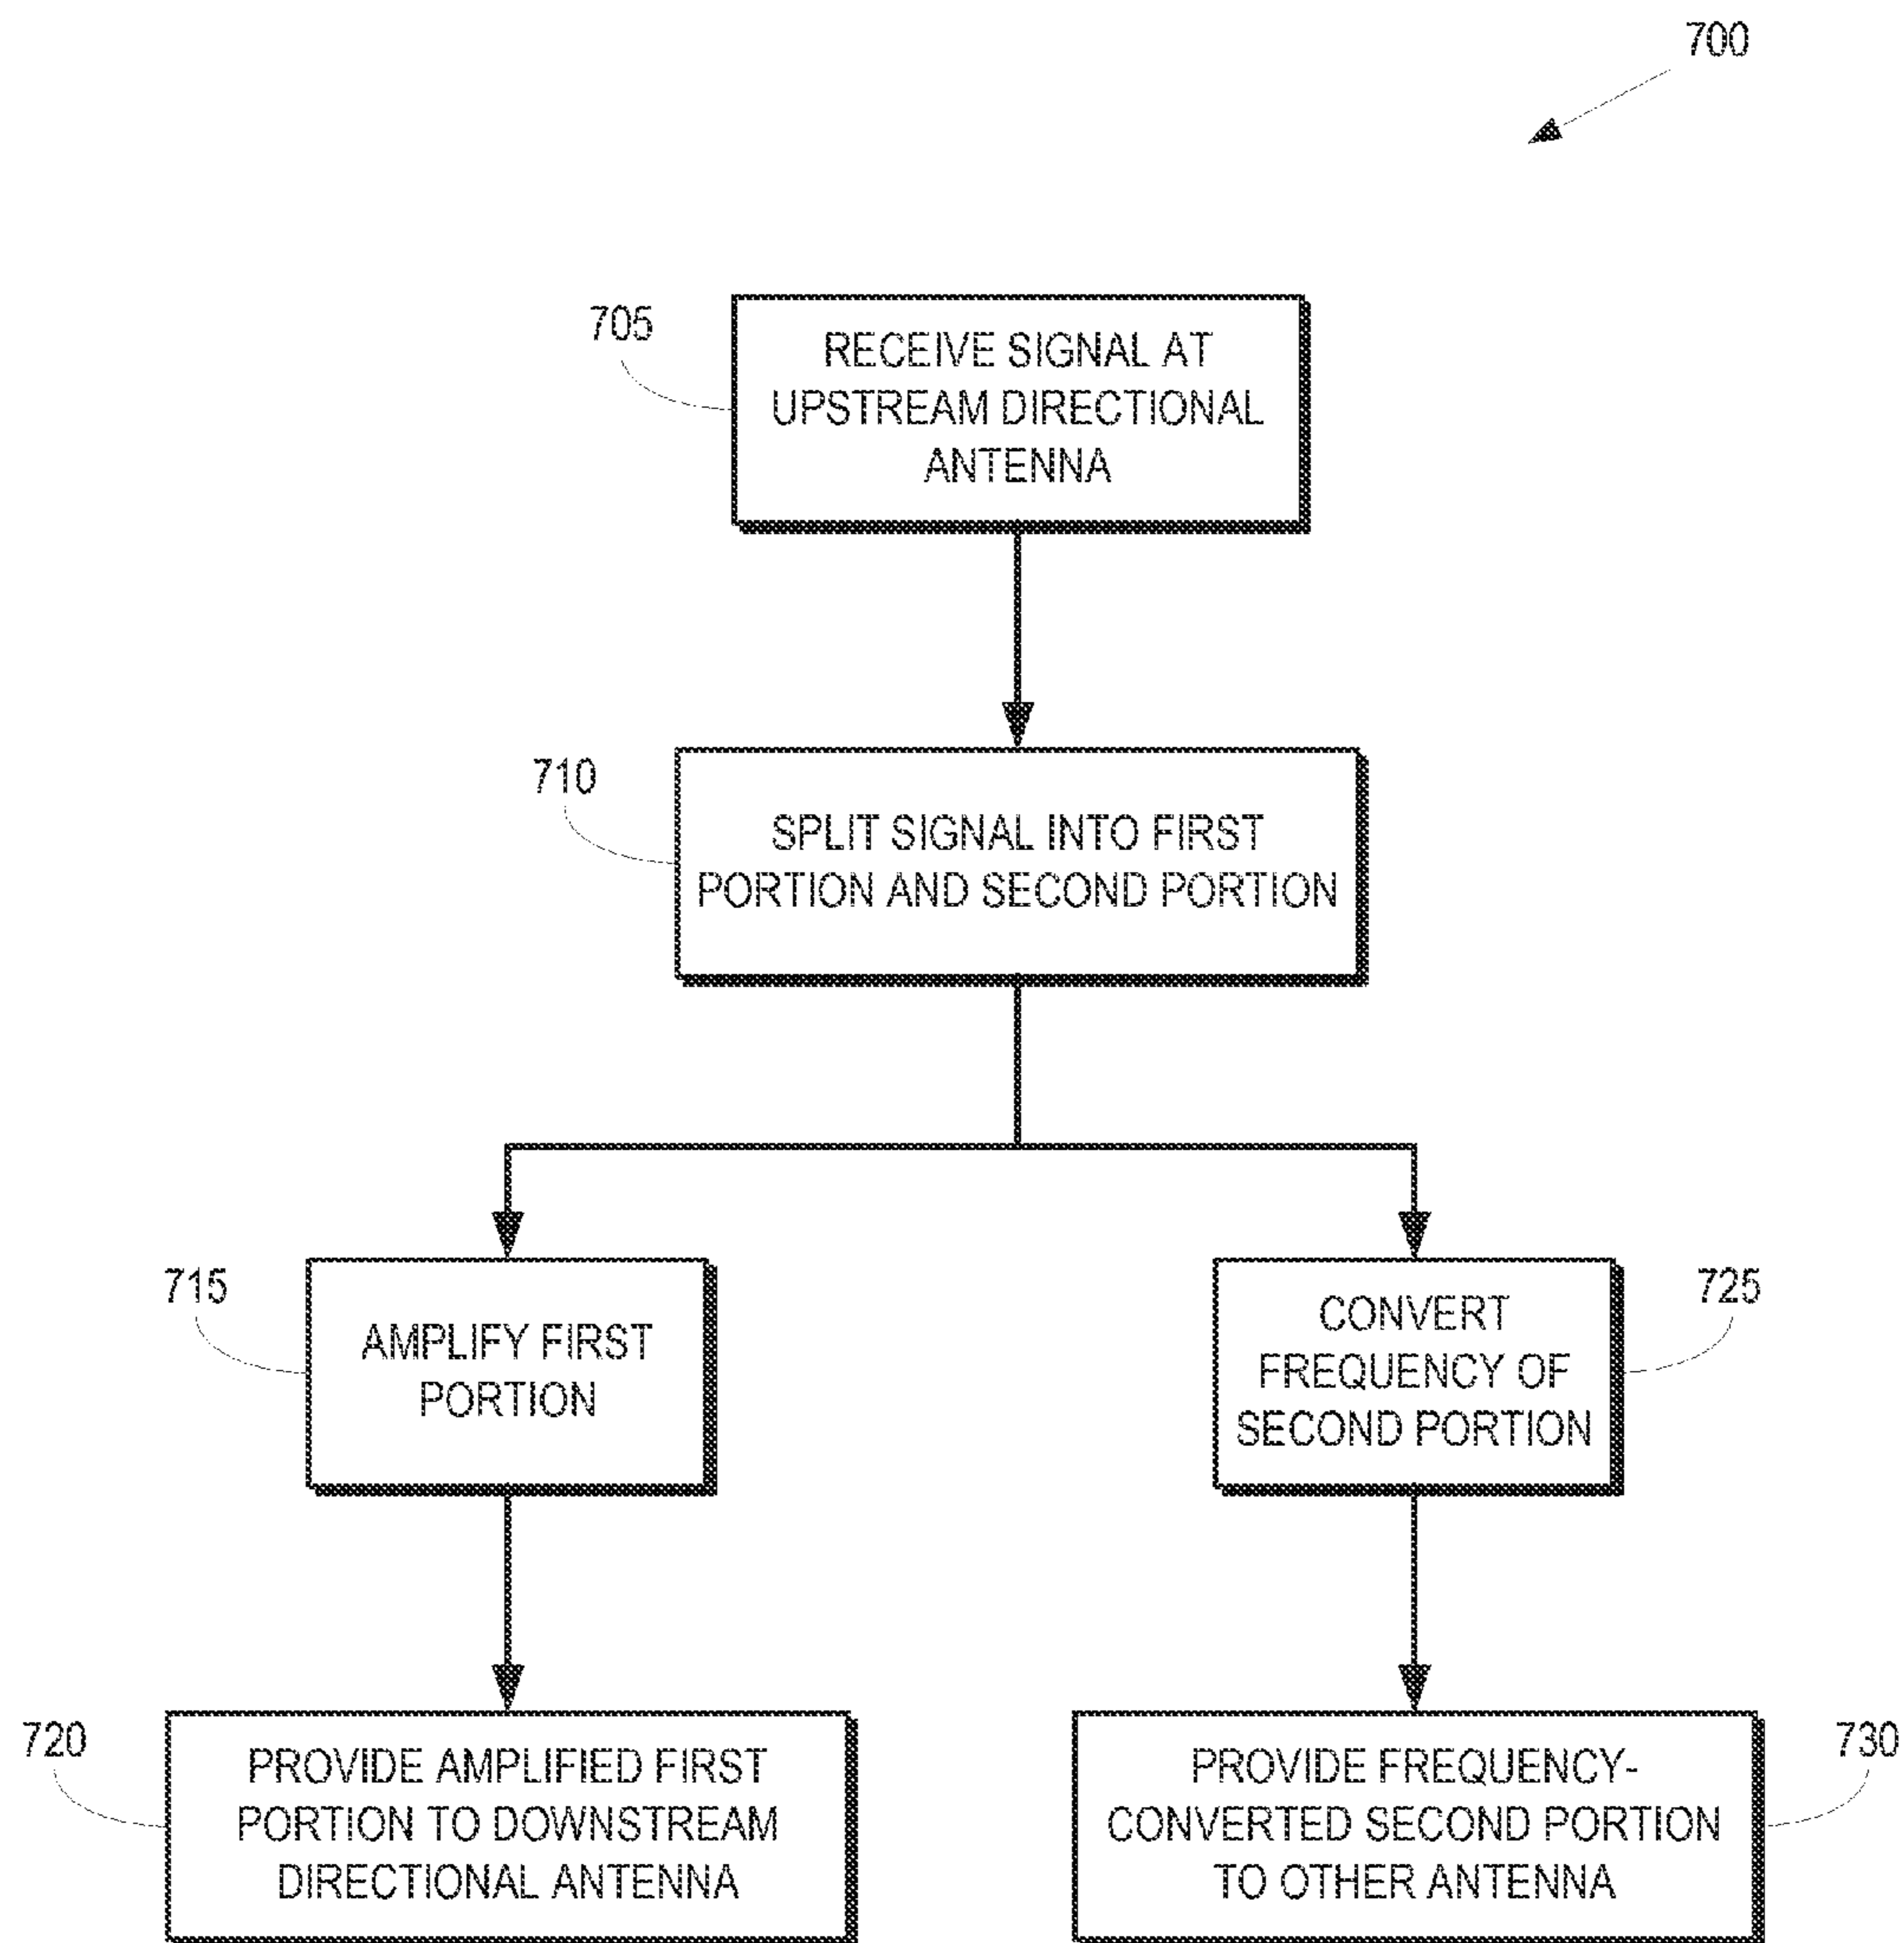 700
705
RECEIVE SIGNAL AT
UPSTREAM DIRECTIONAL
ANTENNA
710
SPLIT SIGNAL INTO FIRST
PORTION AND SECOND PORTION
715
AMPLIFY FIRST
PORTION
725
CONVERT
FREQUENCY OF
SECOND PORTION
720
PROVIDE AMPLIFIED FIRST
PORTION TO DOWNSTREAM
DIRECTIONAL ANTENNA
730
PROVIDE FREQUENCY-
CONVERTED SECOND PORTION
TO OTHER ANTENNA